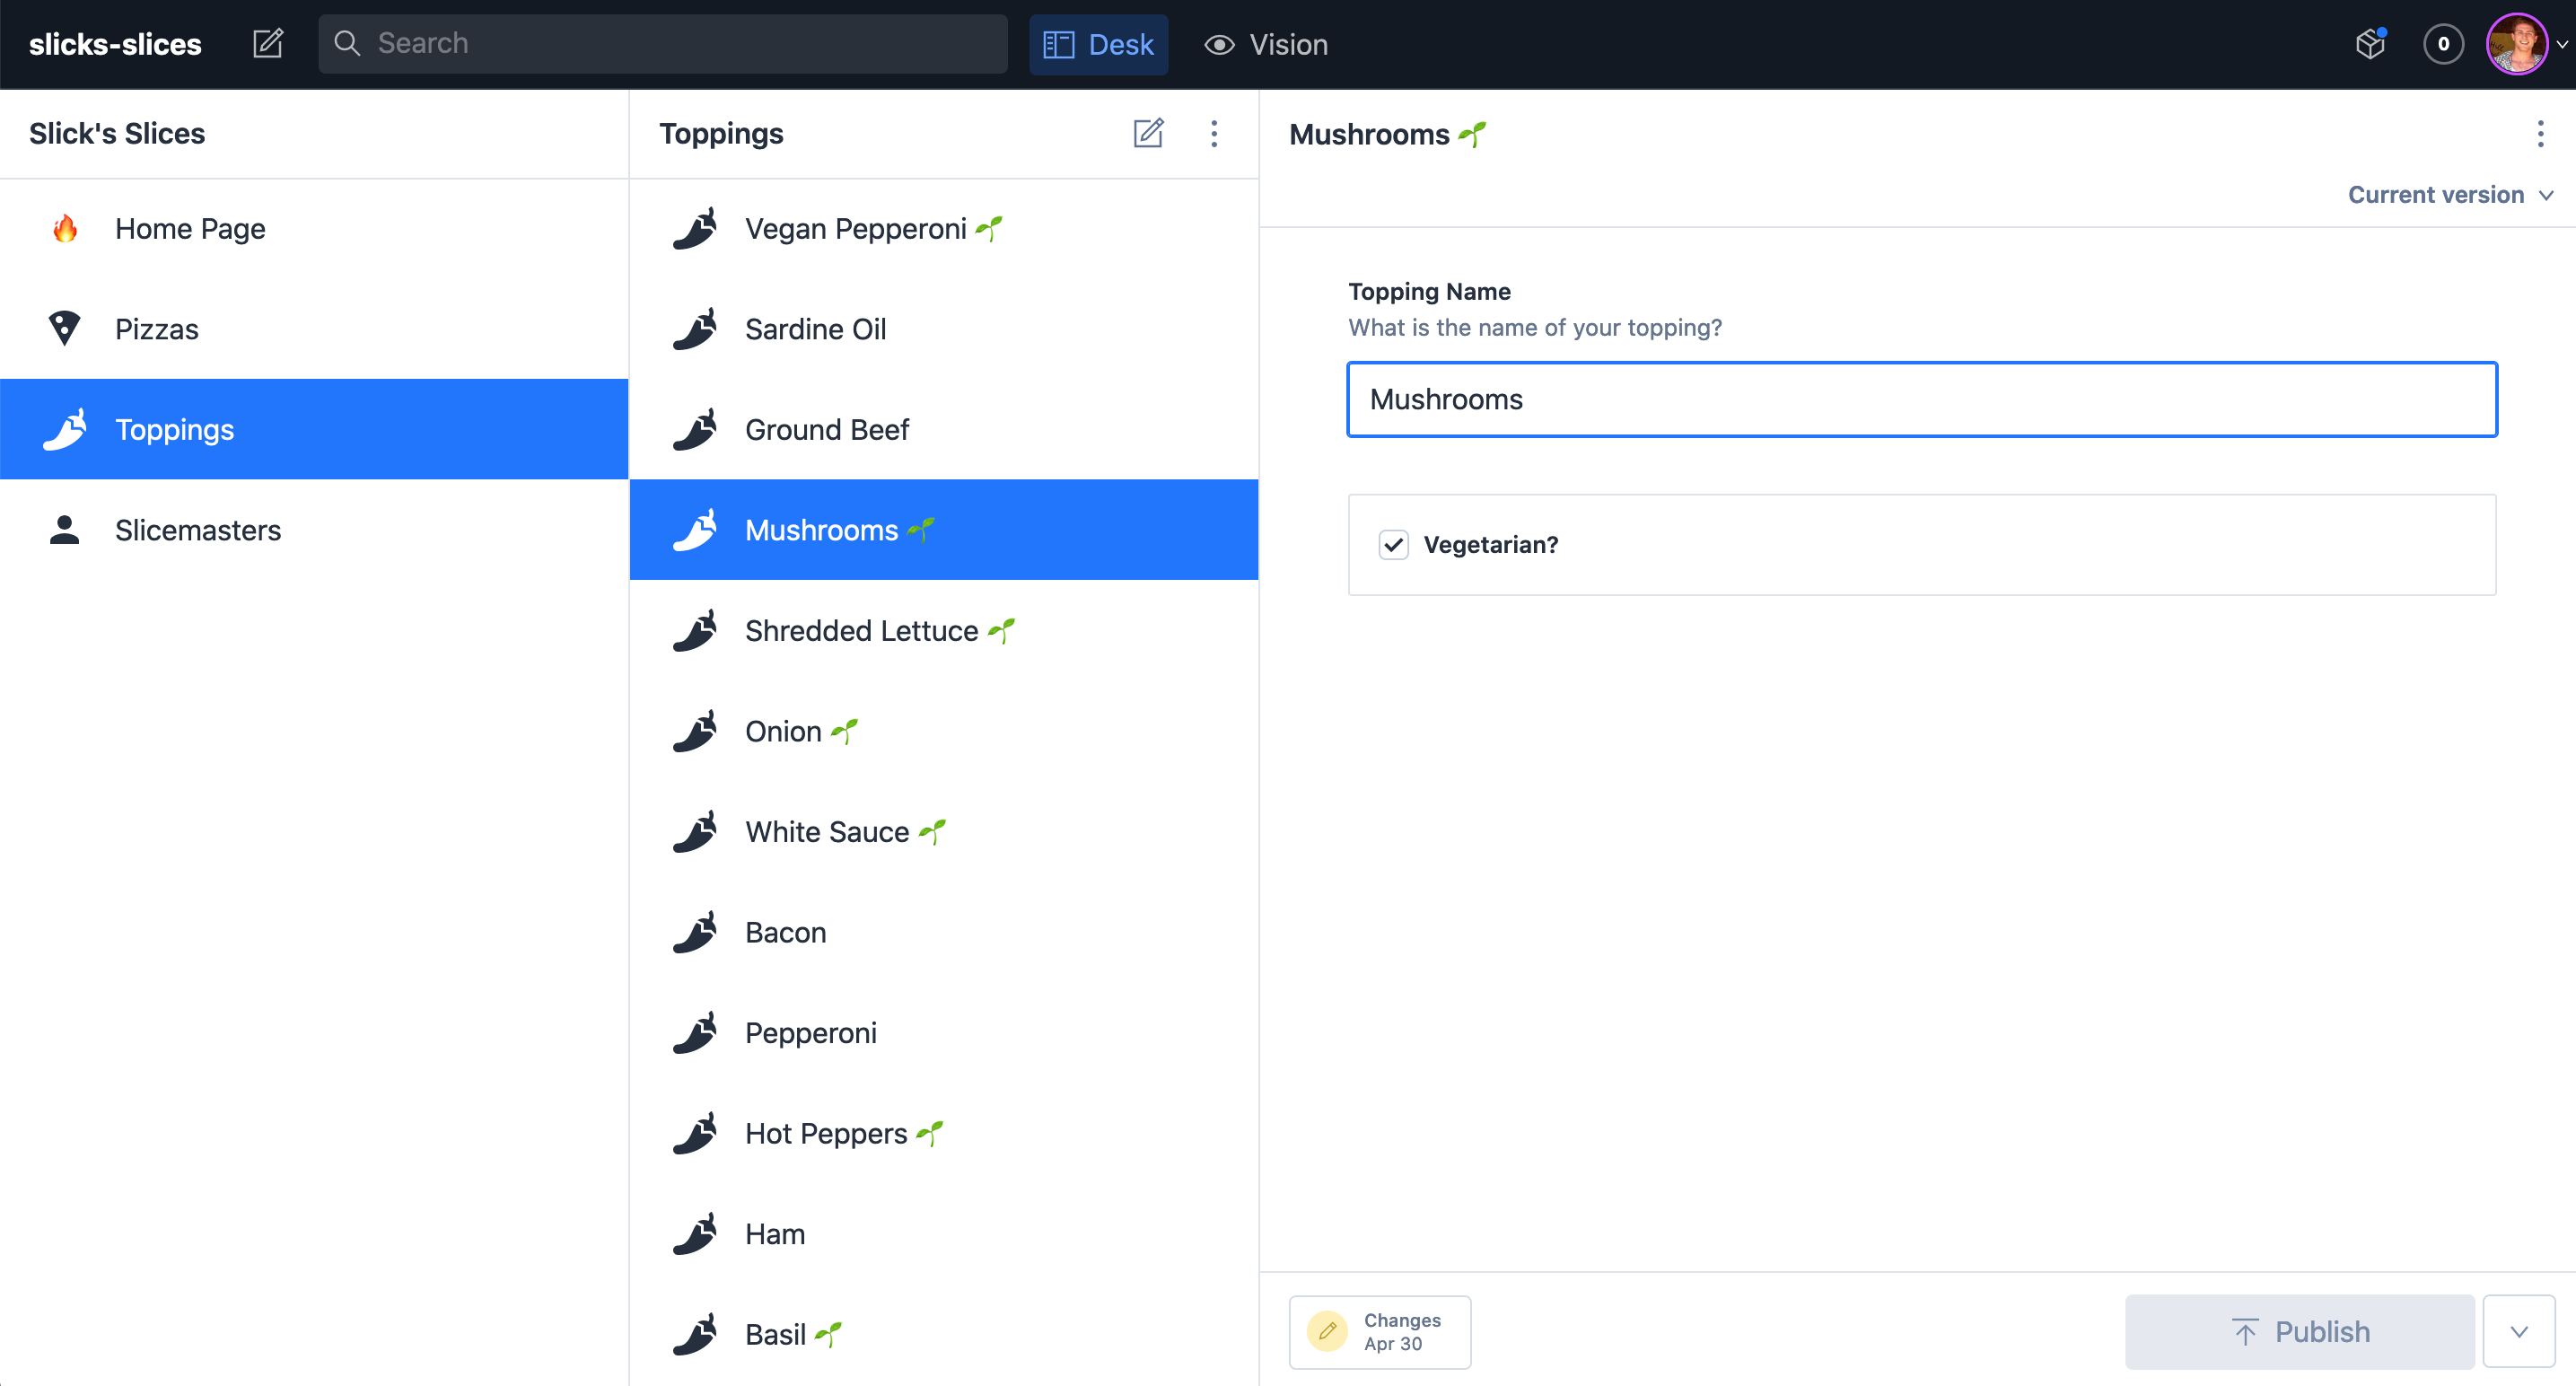 slicks-slices
Search
Desk
Vision
0
Slick's Slices
Home Page
Pizzas
Toppings
Slicemasters
Toppings
Vegan Pepperoni 🌱
Sardine Oil
Ground Beef
Mushrooms 🌱
Shredded Lettuce 🌱
Onion 🌱
White Sauce 🌱
Bacon
Pepperoni
Hot Peppers 🌱
Ham
Basil 🌱
Mushrooms 🌱
Current version
Topping Name
What is the name of your topping?
Mushrooms
Vegetarian?
Changes
Apr 30
Publish